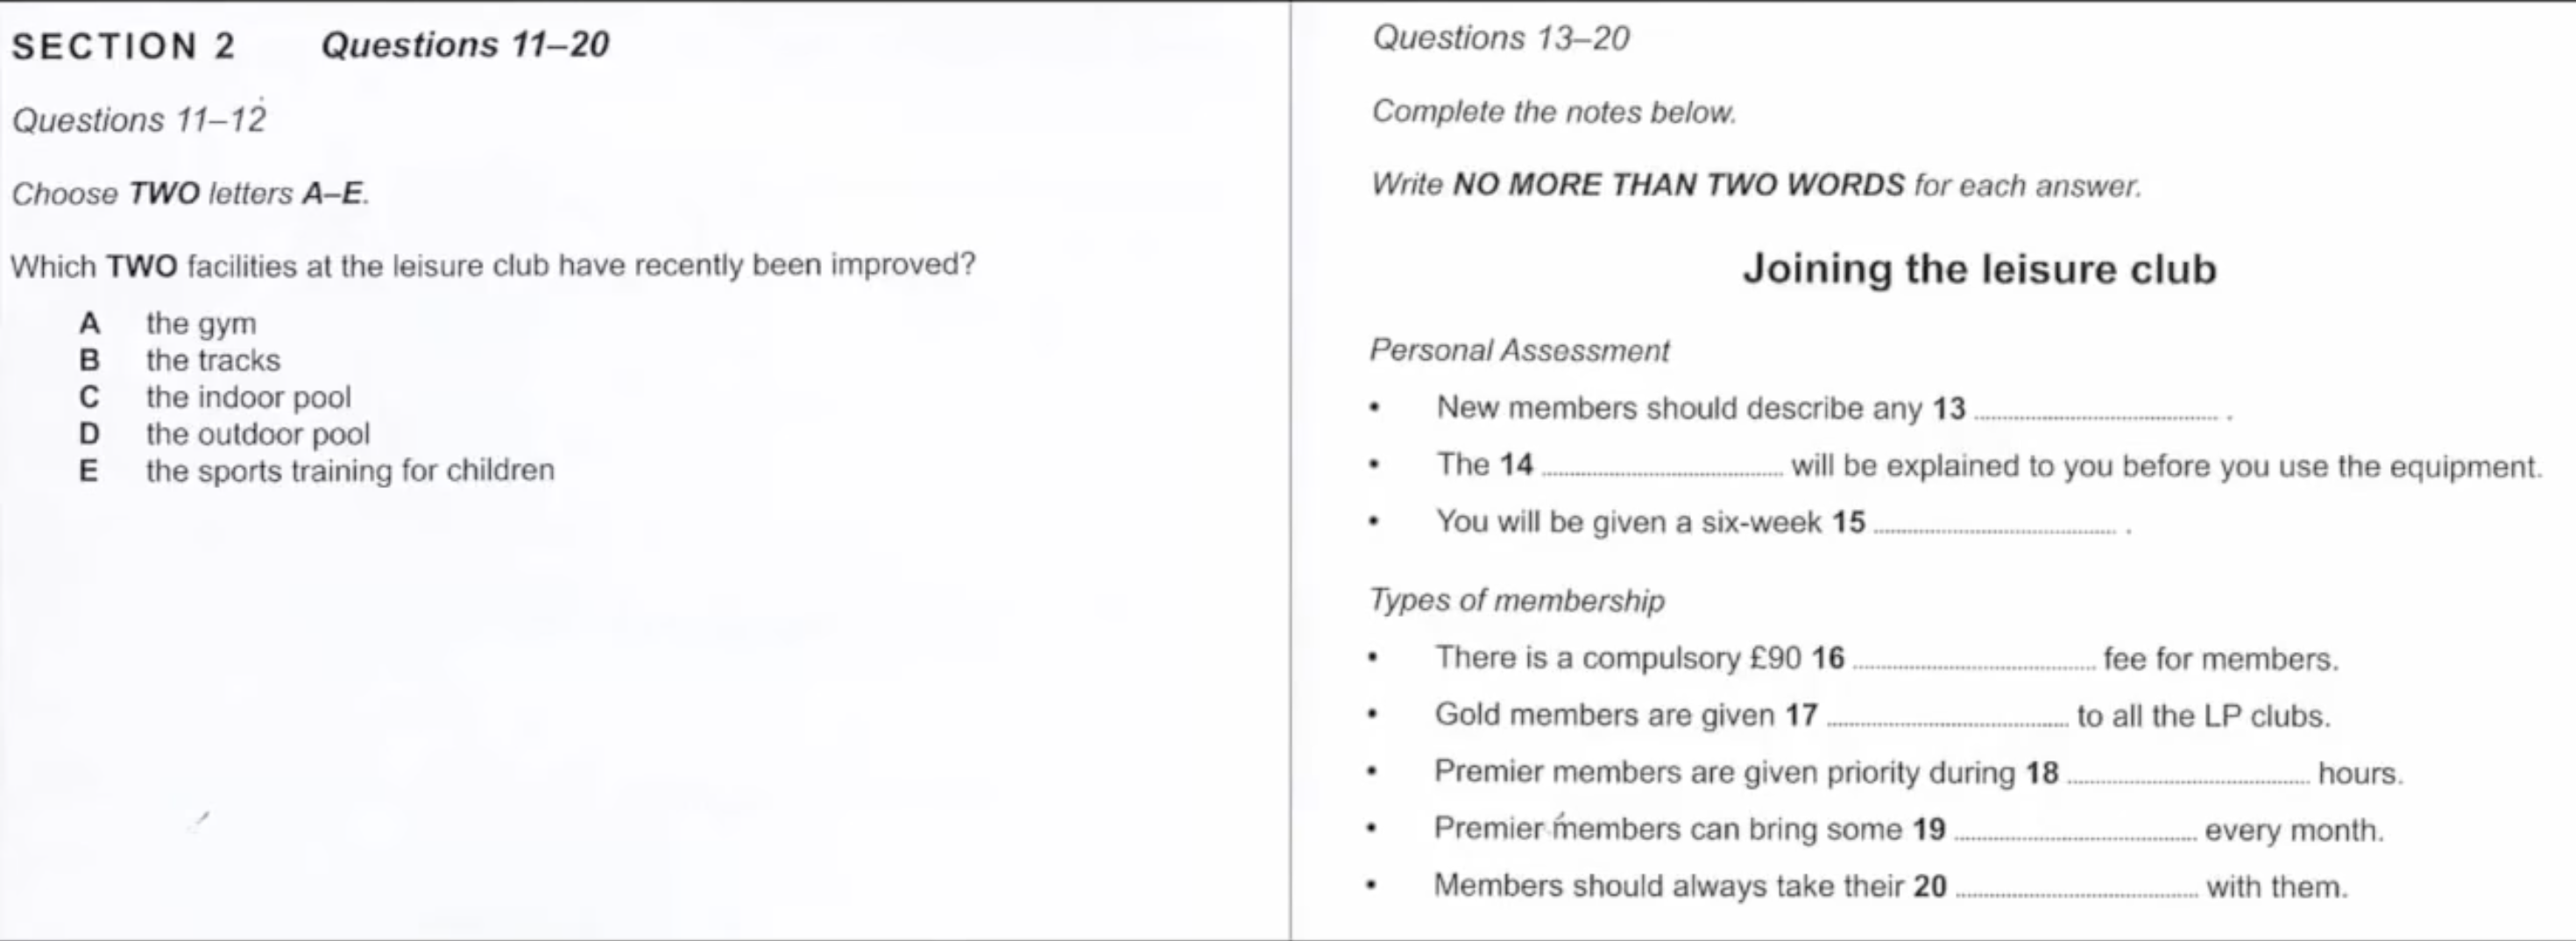 SECTION 2 Questions 11–20
Questions 11–12
Choose TWO letters A–E.
Which TWO facilities at the leisure club have recently been improved?
A the gym
B the tracks
C the indoor pool
D the outdoor pool
E the sports training for children
Questions 13–20
Complete the notes below.
Write NO MORE THAN TWO WORDS for each answer.
Joining the leisure club
Personal Assessment
• New members should describe any 13 ........................ .
• The 14 ........................ will be explained to you before you use the equipment.
• You will be given a six-week 15 ........................ .
Types of membership
• There is a compulsory £90 16 ........................ fee for members.
• Gold members are given 17 ........................ to all the LP clubs.
• Premier members are given priority during 18 ........................ hours.
• Premier members can bring some 19 ........................ every month.
• Members should always take their 20 ........................ with them.